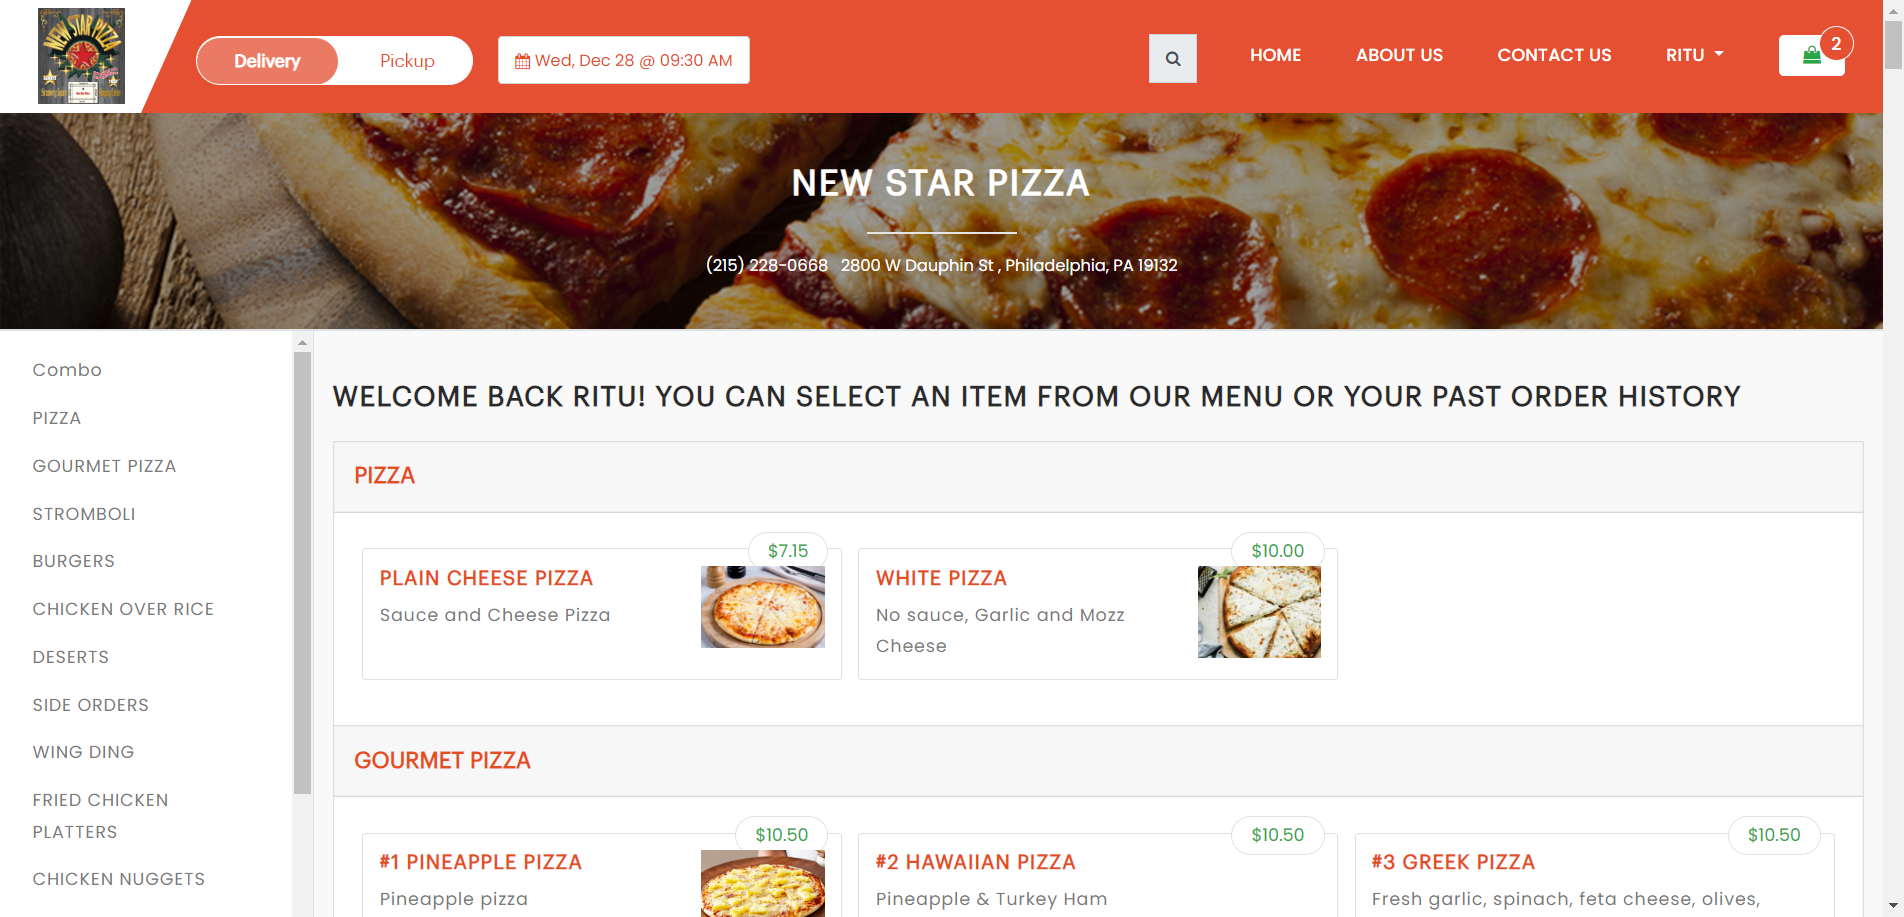 NEW STAR PIZZA
Delivery
Pickup
Wed, Dec 28 @ 09:30 AM
HOME
ABOUT US
CONTACT US
RITU
2
NEW STAR PIZZA
(215) 228-0668 2800 W Dauphin St , Philadelphia, PA 19132
Combo
PIZZA
GOURMET PIZZA
STROMBOLI
BURGERS
CHICKEN OVER RICE
DESERTS
SIDE ORDERS
WING DING
FRIED CHICKEN
PLATTERS
CHICKEN NUGGETS
WELCOME BACK RITU! YOU CAN SELECT AN ITEM FROM OUR MENU OR YOUR PAST ORDER HISTORY
PIZZA
$7.15
PLAIN CHEESE PIZZA
Sauce and Cheese Pizza
$10.00
WHITE PIZZA
No sauce, Garlic and Mozz
Cheese
GOURMET PIZZA
$10.50
#1 PINEAPPLE PIZZA
Pineapple pizza
$10.50
#2 HAWAIIAN PIZZA
Pineapple & Turkey Ham
$10.50
#3 GREEK PIZZA
Fresh garlic, spinach, feta cheese, olives,